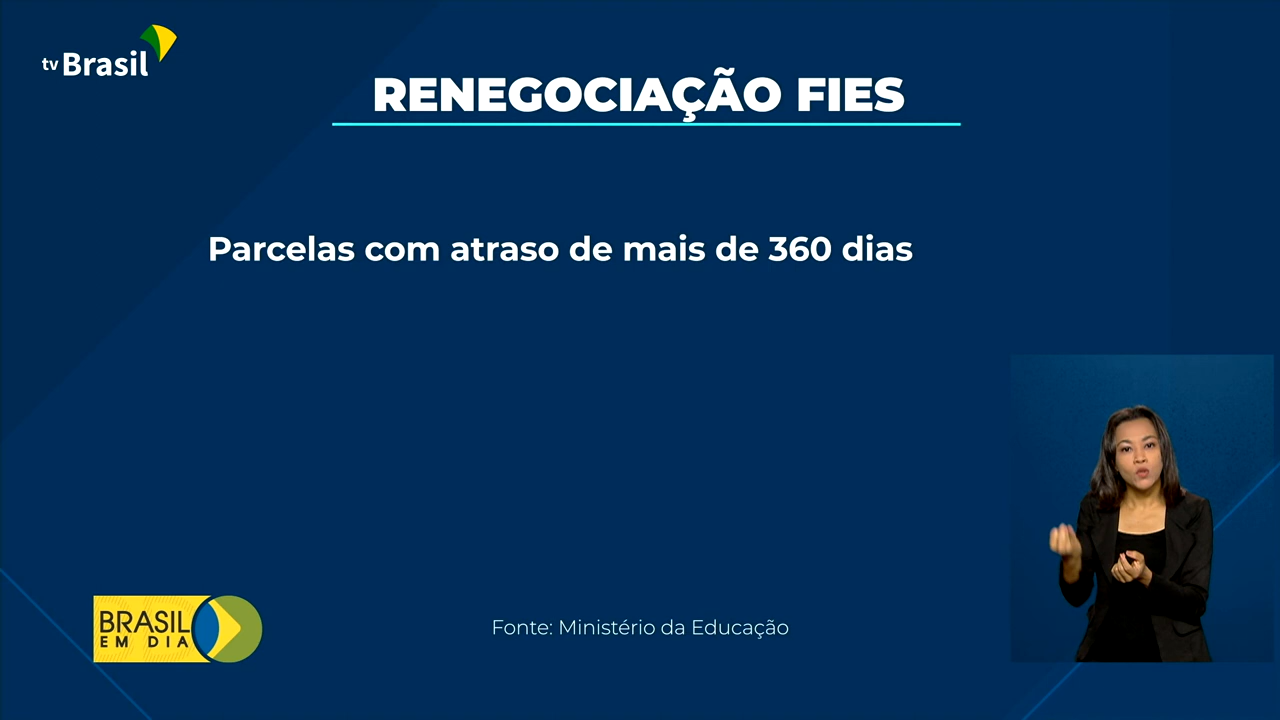 tv Brasil
RENEGOCIAÇÃO FIES
Parcelas com atraso de mais de 360 dias
BRASIL
EM DIA
Fonte: Ministério da Educação